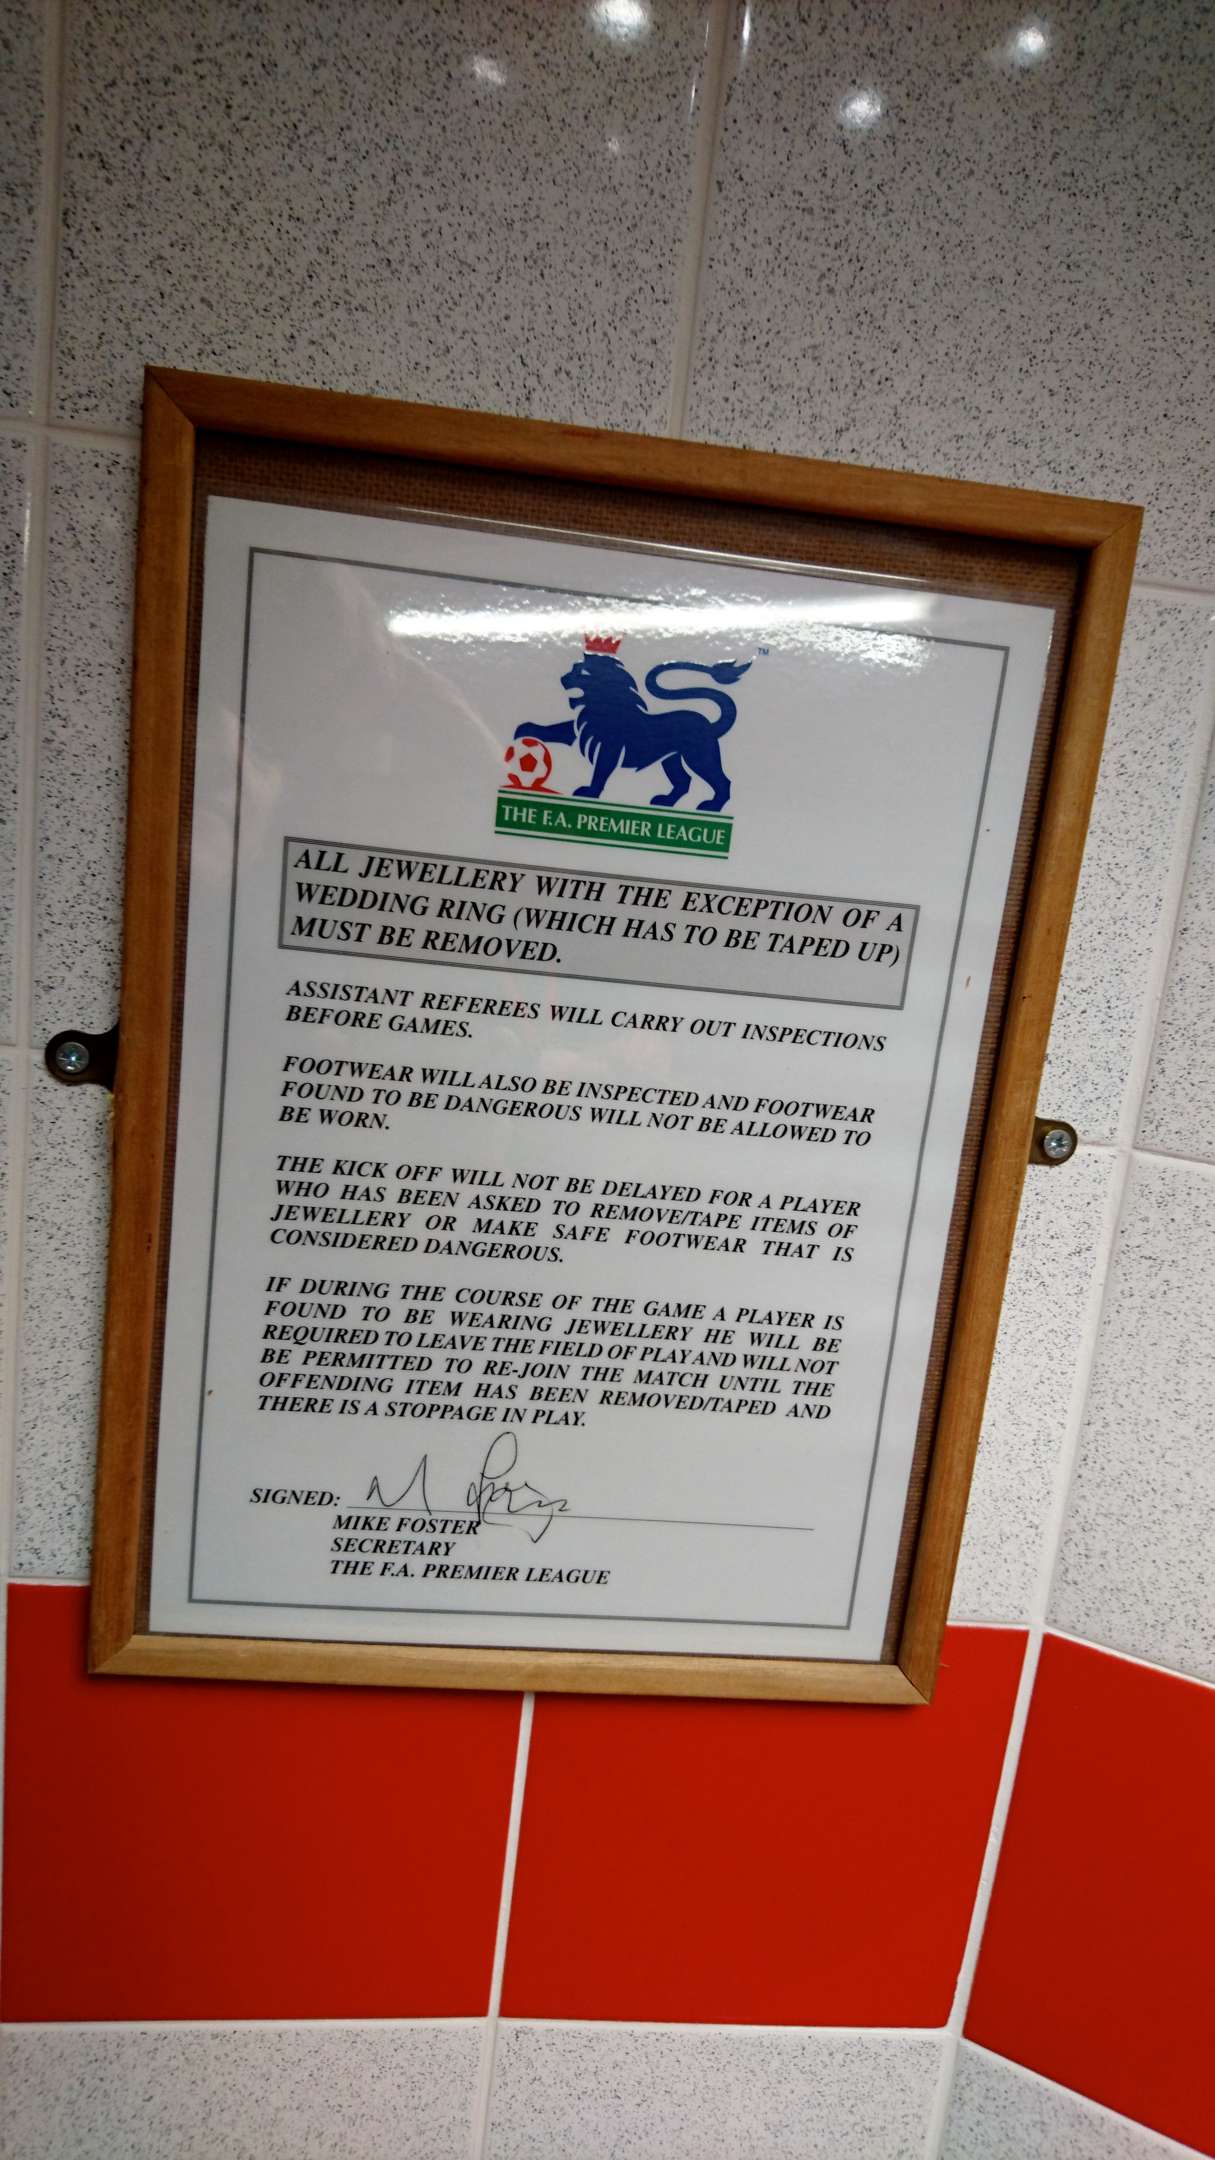 TM
THE F.A. PREMIER LEAGUE
ALL JEWELLERY WITH THE EXCEPTION OF A
WEDDING RING (WHICH HAS TO BE TAPED UP)
MUST BE REMOVED.
ASSISTANT REFEREES WILL CARRY OUT INSPECTIONS
BEFORE GAMES.
FOOTWEAR WILL ALSO BE INSPECTED AND FOOTWEAR
FOUND TO BE DANGEROUS WILL NOT BE ALLOWED TO
BE WORN.
THE KICK OFF WILL NOT BE DELAYED FOR A PLAYER
WHO HAS BEEN ASKED TO REMOVE/TAPE ITEMS OF
JEWELLERY OR MAKE SAFE FOOTWEAR THAT IS
CONSIDERED DANGEROUS.
IF DURING THE COURSE OF THE GAME A PLAYER IS
FOUND TO BE WEARING JEWELLERY HE WILL BE
REQUIRED TO LEAVE THE FIELD OF PLAY AND WILL NOT
BE PERMITTED TO RE-JOIN THE MATCH UNTIL THE
OFFENDING ITEM HAS BEEN REMOVED/TAPED AND
THERE IS A STOPPAGE IN PLAY.
SIGNED:
MIKE FOSTER
SECRETARY
THE F.A. PREMIER LEAGUE